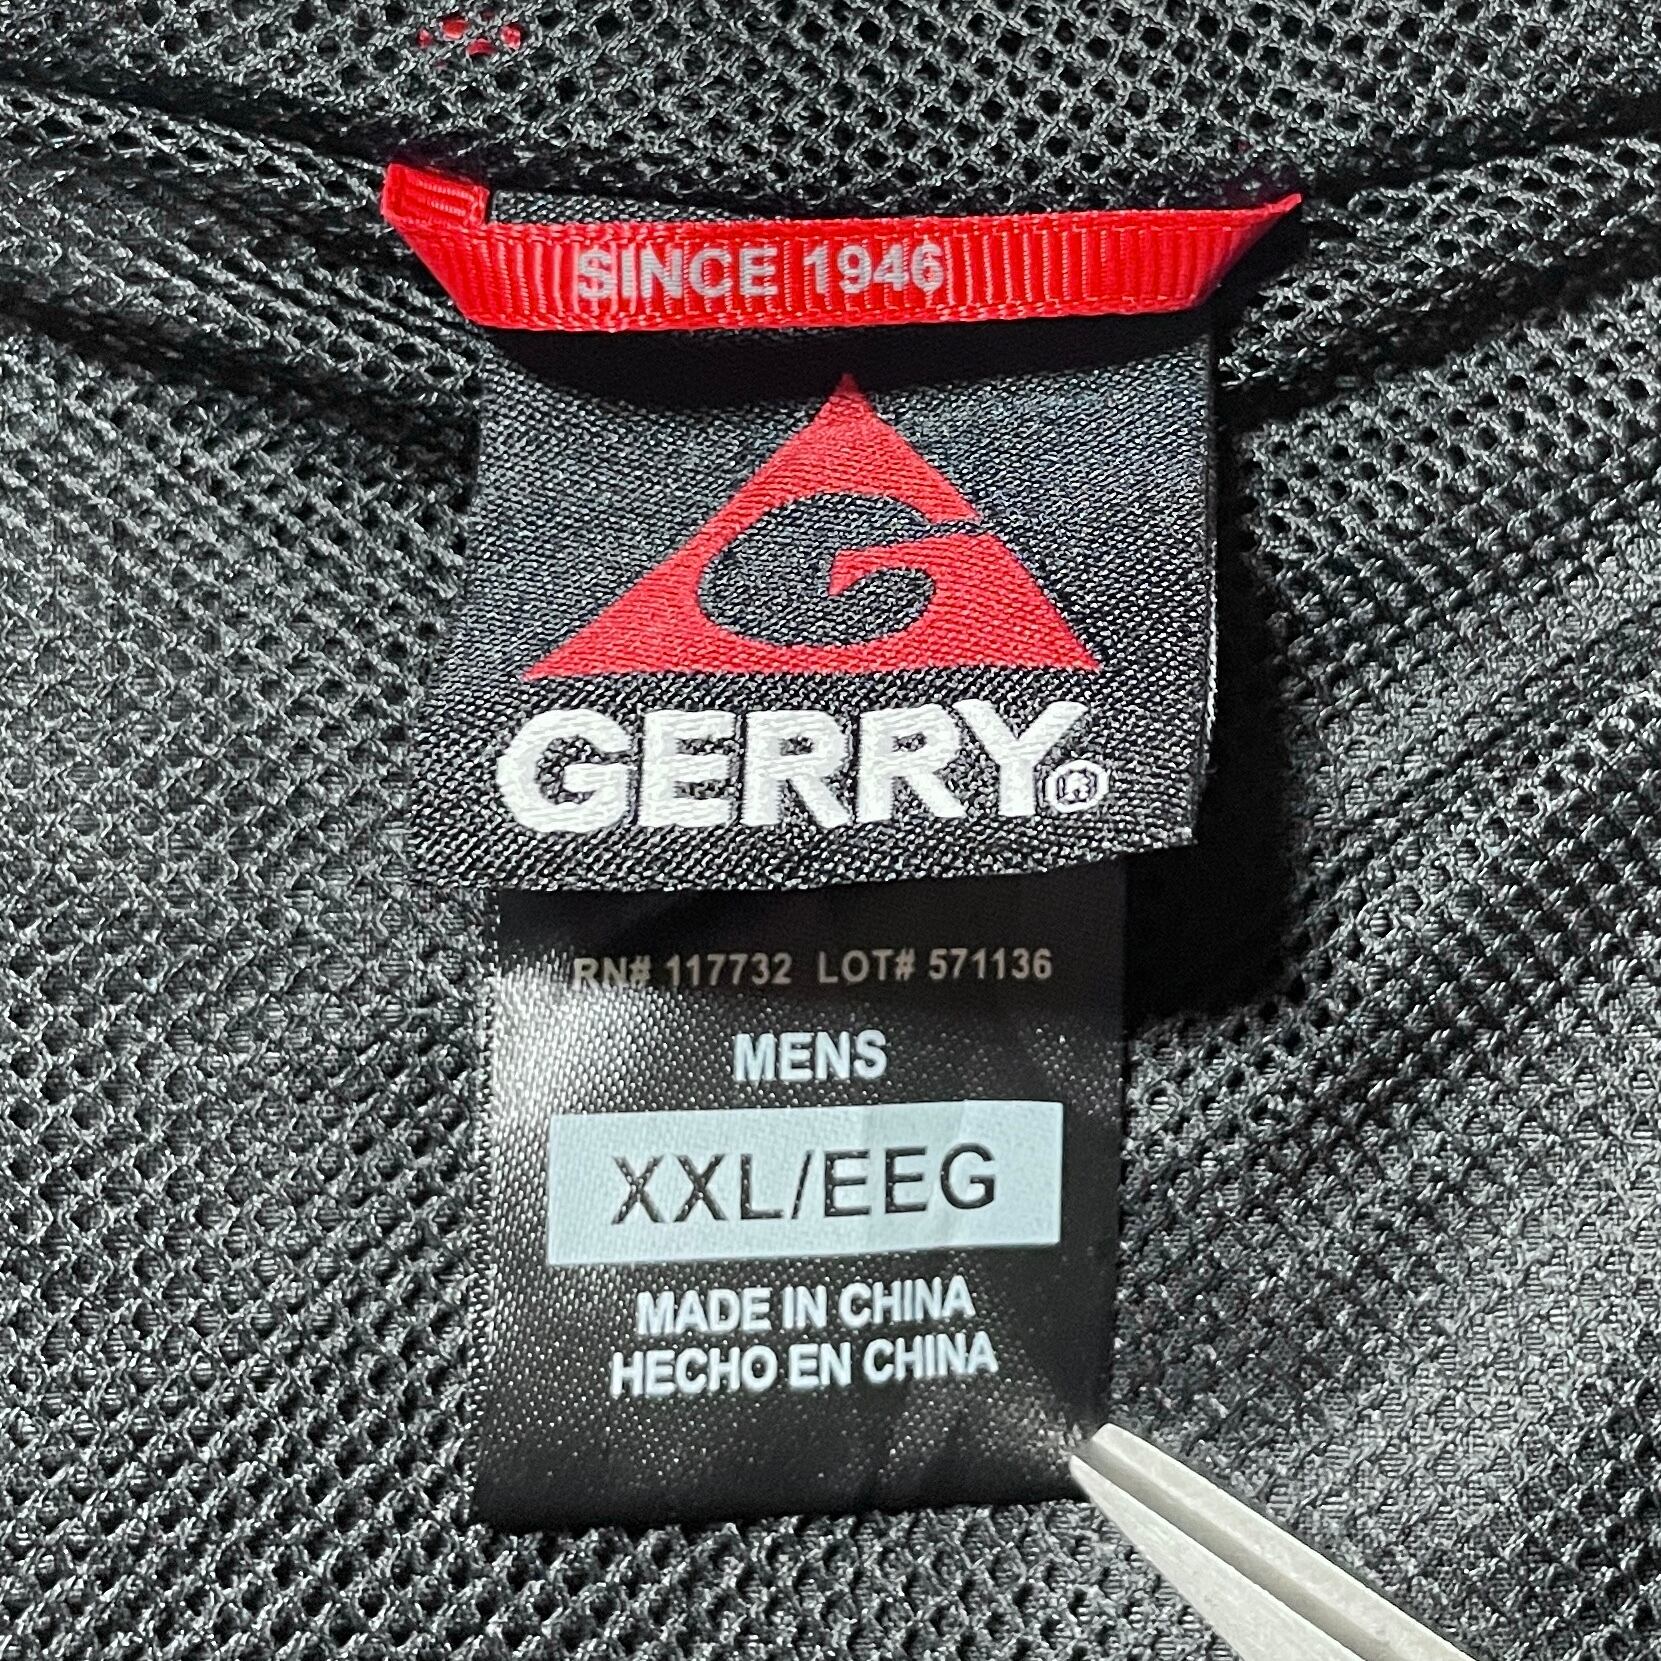 SINCE 1946
G
GERRY®
RN# 117732 LOT# 571136
MENS
XXL/EEG
MADE IN CHINA
HECHO EN CHINA